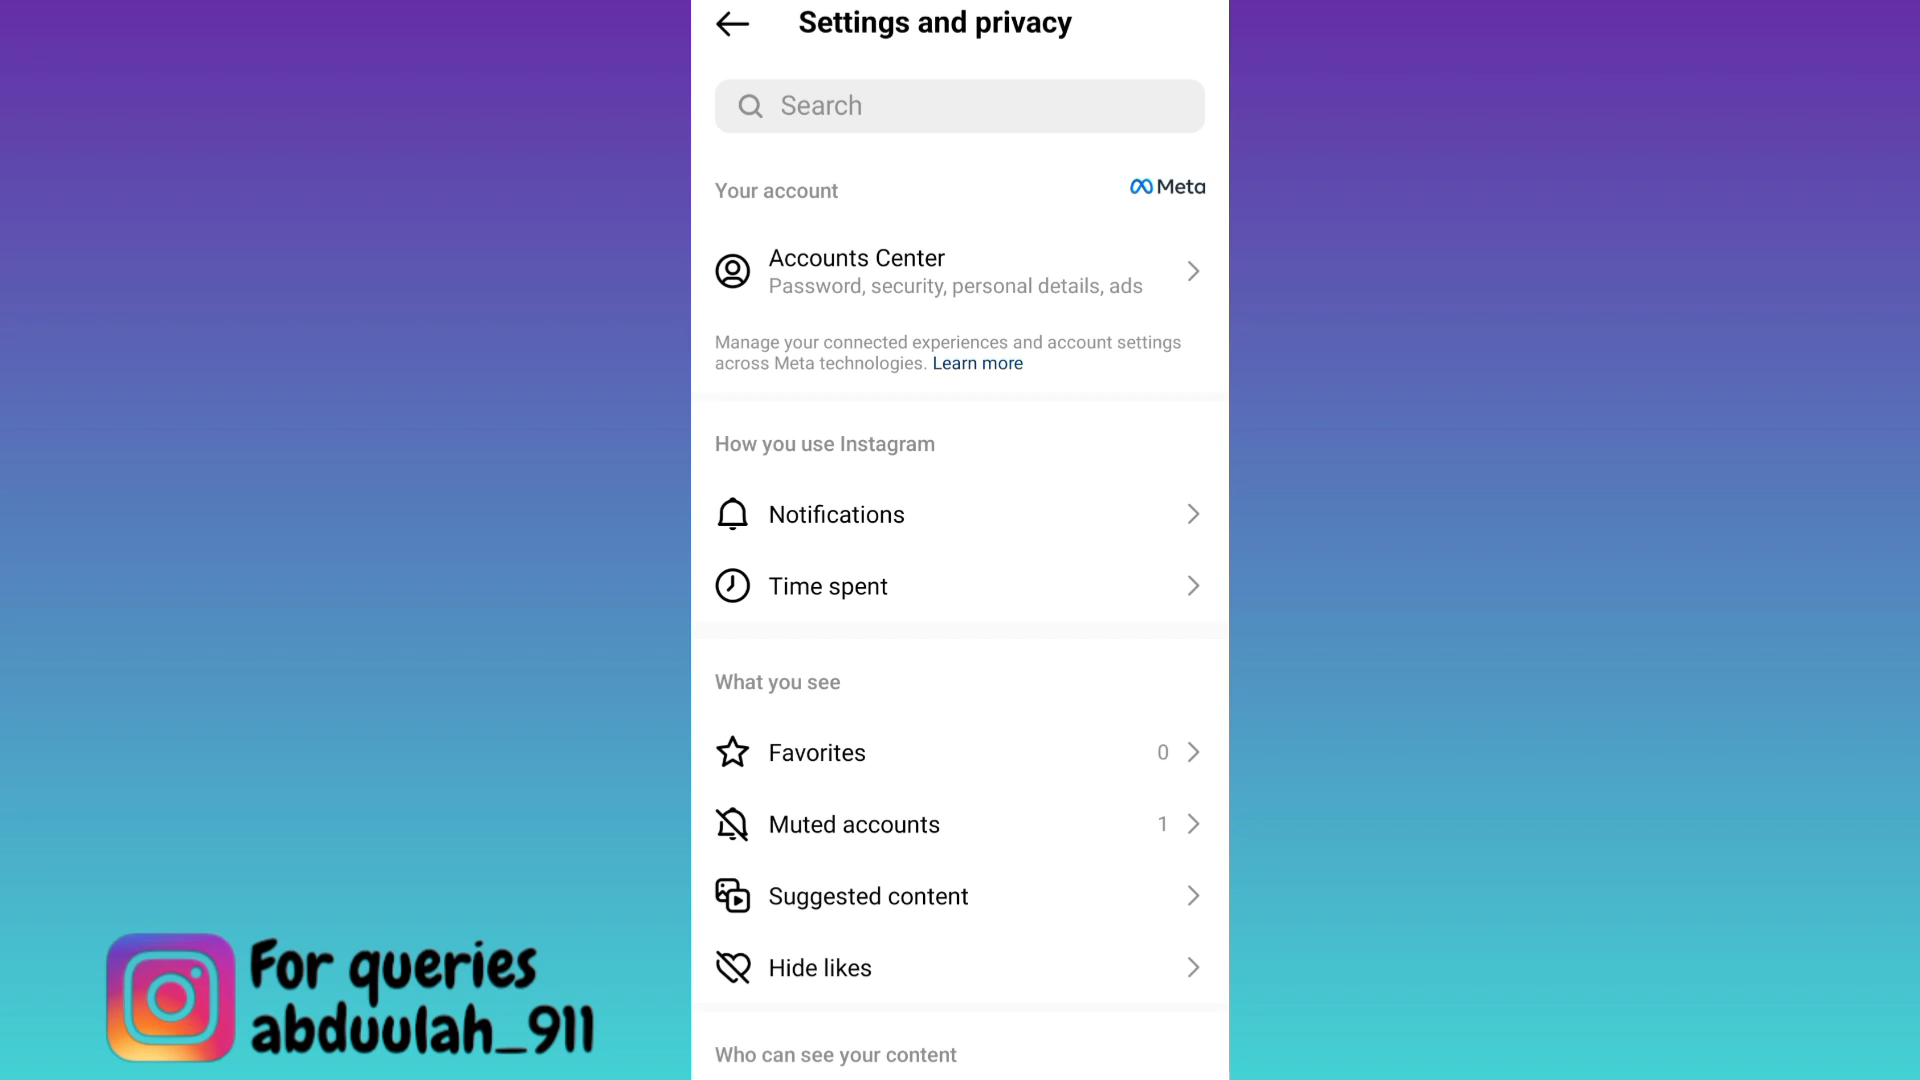 Settings and privacy
Search
Your account
Meta
Accounts Center
Password, security, personal details, ads
Manage your connected experiences and account settings
across Meta technologies. Learn more
How you use Instagram
Notifications
Time spent
What you see
Favorites 0
Muted accounts 1
Suggested content
Hide likes
Who can see your content
For queries
abduulah_911